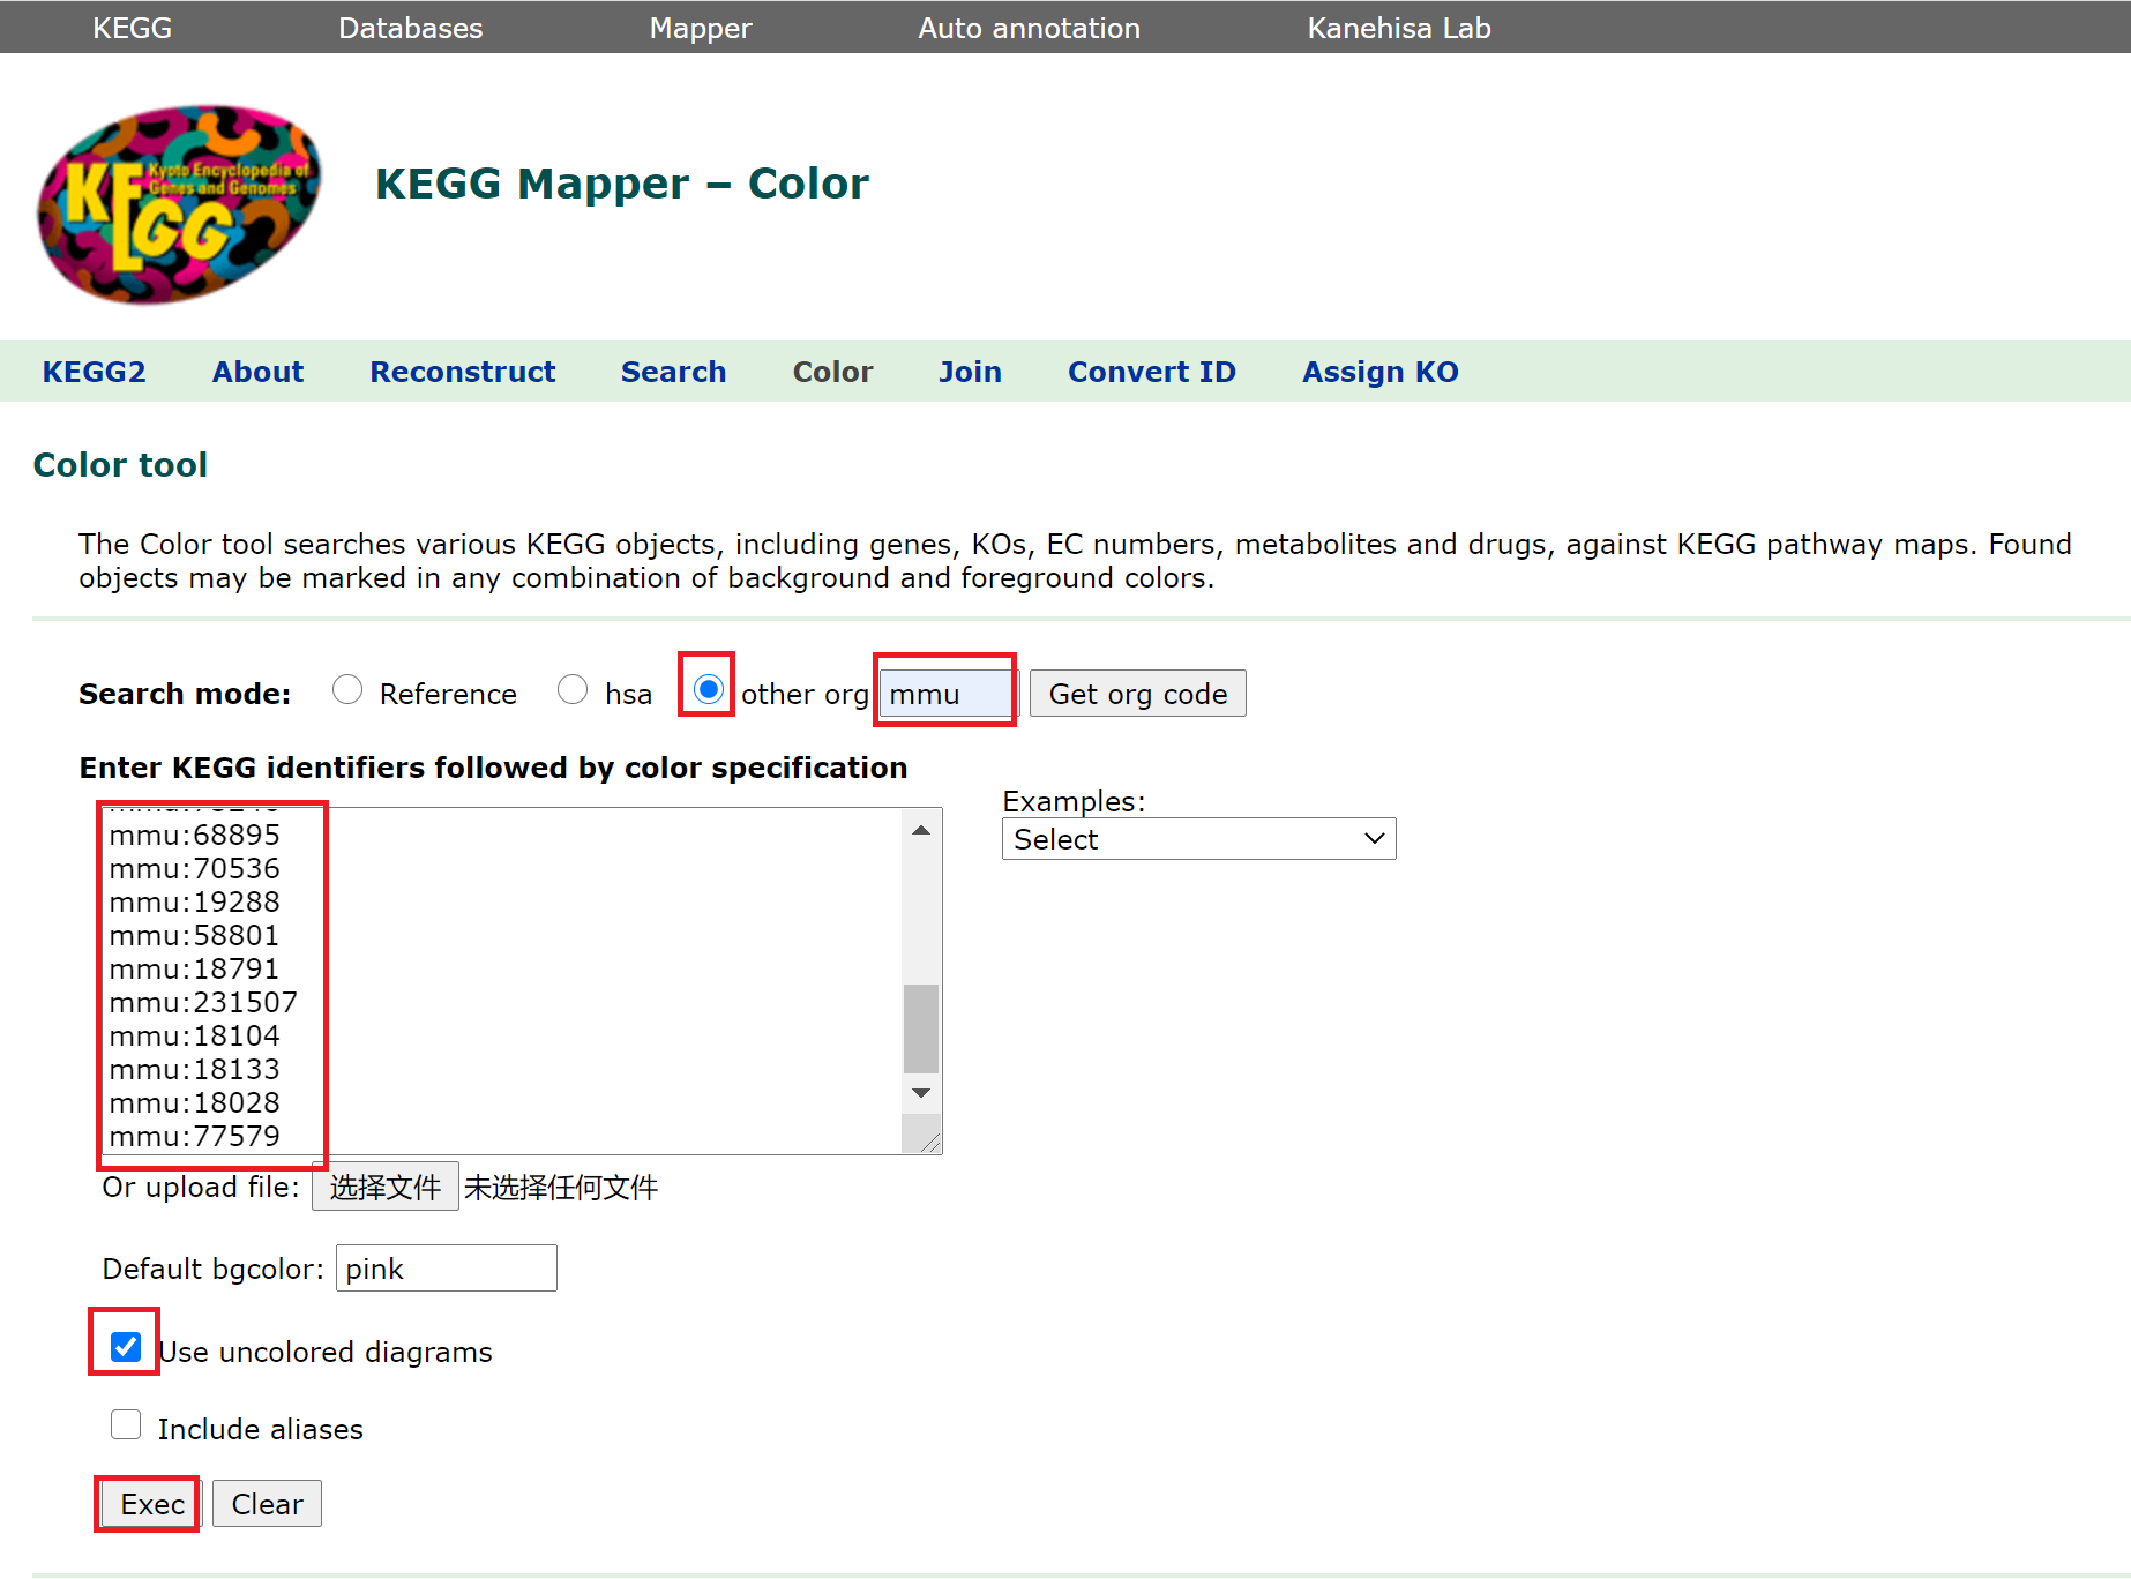 KEGG Databases Mapper Auto annotation Kanehisa Lab
KEGG
Kyoto Encyclopedia of
Genes and Genomes
KEGG Mapper – Color
KEGG2 About Reconstruct Search Color Join Convert ID Assign KO
Color tool
The Color tool searches various KEGG objects, including genes, KOs, EC numbers, metabolites and drugs, against KEGG pathway maps. Found
objects may be marked in any combination of background and foreground colors.
Search mode: Reference hsa other org mmu Get org code
Enter KEGG identifiers followed by color specification
Examples:
Select
mmu:68895
mmu:70536
mmu:19288
mmu:58801
mmu:18791
mmu:231507
mmu:18104
mmu:18133
mmu:18028
mmu:77579
Or upload file: 选择文件 未选择任何文件
Default bgcolor: pink
Use uncolored diagrams
Include aliases
Exec Clear